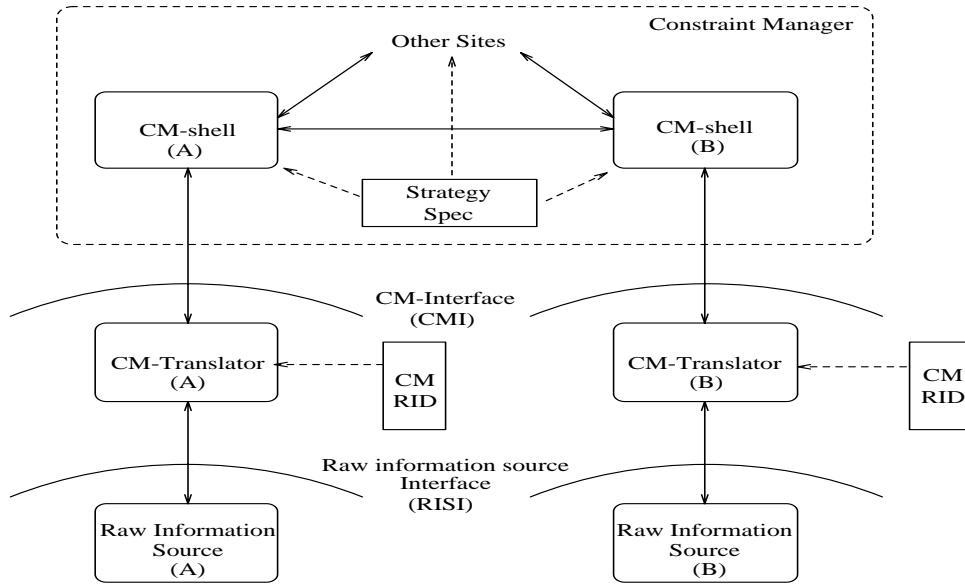 Constraint Manager
Other Sites
CM-shell
(A)
CM-shell
(B)
Strategy
Spec
CM-Interface
(CMI)
CM-Translator
(A)
CM
RID
CM-Translator
(B)
CM
RID
Raw information source
Interface
(RISI)
Raw Information
Source
(A)
Raw Information
Source
(B)